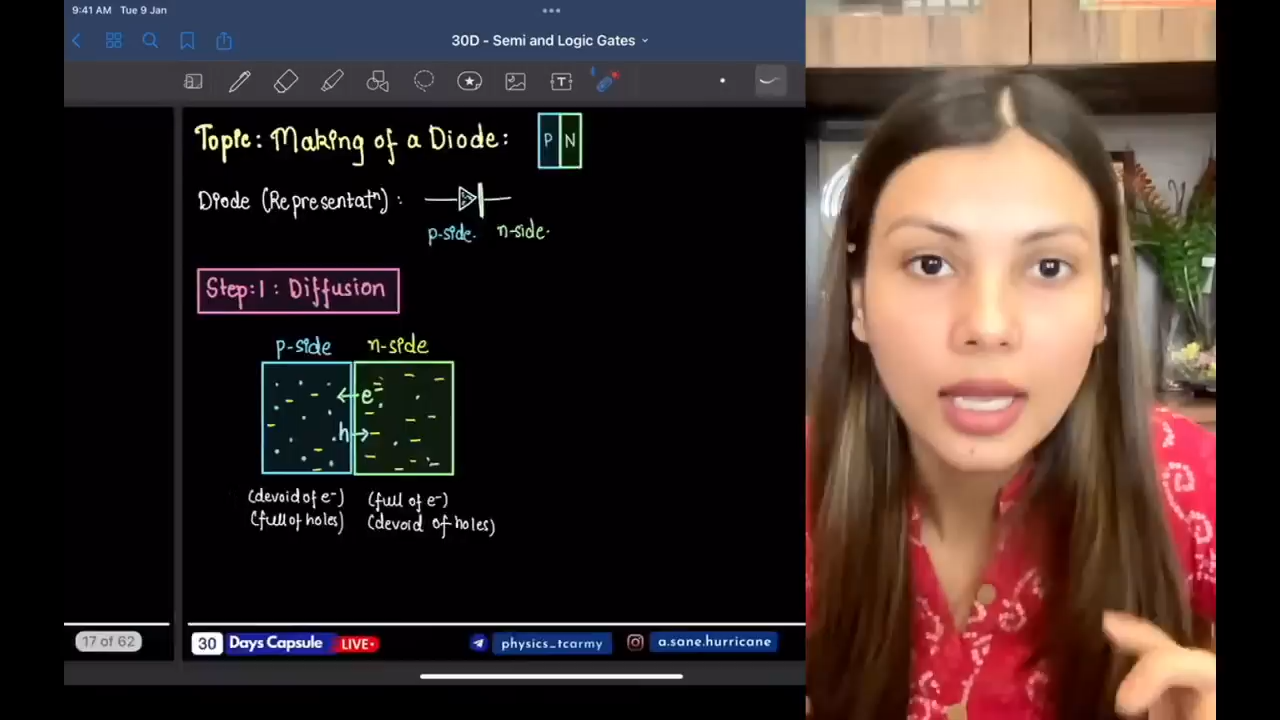 9:41 AM Tue 9 Jan
30D - Semi and Logic Gates
T
Topic: Making of a Diode:
P N
Diode (Representatⁿ) :
p-side. n-side.
Step:1 : Diffusion
p-side n-side
e⁻
h
(devoid of e⁻) (full of e⁻)
(full of holes) (devoid of holes)
17 of 62
30 Days Capsule LIVE
physics_tcarmy
a.sane.hurricane